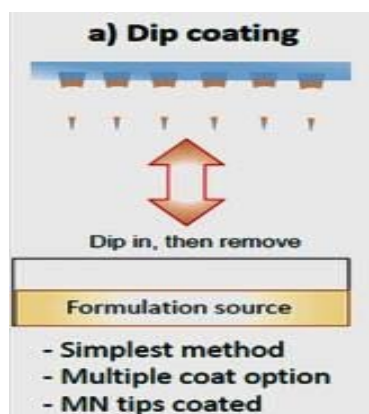 a) Dip coating
Dip in, then remove
Formulation source
- Simplest method
- Multiple coat option
- MN tips coated